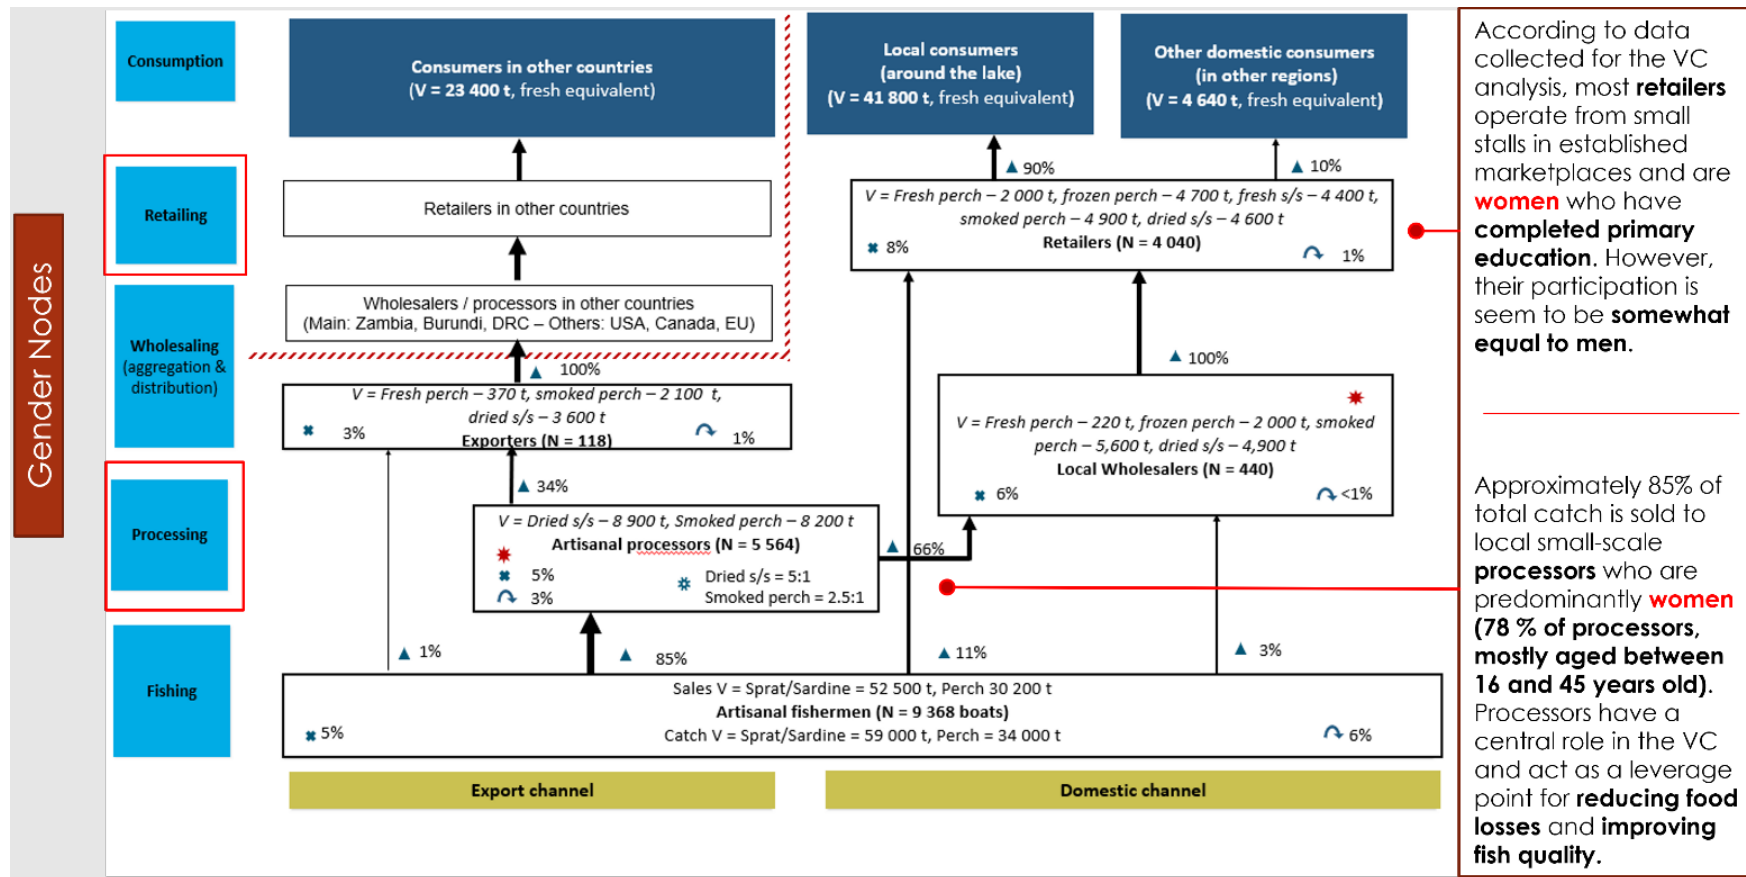 Gender Nodes
Consumption
Retailing
Wholesaling
(aggregation &
distribution)
Processing
Fishing
Consumers in other countries
(V = 23 400 t, fresh equivalent)
Local consumers
(around the lake)
(V = 41 800 t, fresh equivalent)
Other domestic consumers
(in other regions)
(V = 4 640 t, fresh equivalent)
90%
10%
Retailers in other countries
V = Fresh perch – 2 000 t, frozen perch – 4 700 t, fresh s/s – 4 400 t,
smoked perch – 4 900 t, dried s/s – 4 600 t
Retailers (N = 4 040)
8%
1%
Wholesalers / processors in other countries
(Main: Zambia, Burundi, DRC – Others: USA, Canada, EU)
100%
100%
V = Fresh perch – 370 t, smoked perch – 2 100 t,
dried s/s – 3 600 t
Exporters (N = 118)
3%
1%
V = Fresh perch – 220 t, frozen perch – 2 000 t, smoked
perch – 5,600 t, dried s/s – 4,900 t
Local Wholesalers (N = 440)
6%
<1%
34%
V = Dried s/s – 8 900 t, Smoked perch – 8 200 t
Artisanal processors (N = 5 564)
5%
3%
Dried s/s = 5:1
Smoked perch = 2.5:1
66%
1%
85%
11%
3%
Sales V = Sprat/Sardine = 52 500 t, Perch 30 200 t
Artisanal fishermen (N = 9 368 boats)
Catch V = Sprat/Sardine = 59 000 t, Perch = 34 000 t
5%
6%
Export channel
Domestic channel
According to data
collected for the VC
analysis, most retailers
operate from small
stalls in established
marketplaces and are
women who have
completed primary
education. However,
their participation is
seem to be somewhat
equal to men.
Approximately 85% of
total catch is sold to
local small-scale
processors who are
predominantly women
(78 % of processors,
mostly aged between
16 and 45 years old).
Processors have a
central role in the VC
and act as a leverage
point for reducing food
losses and improving
fish quality.